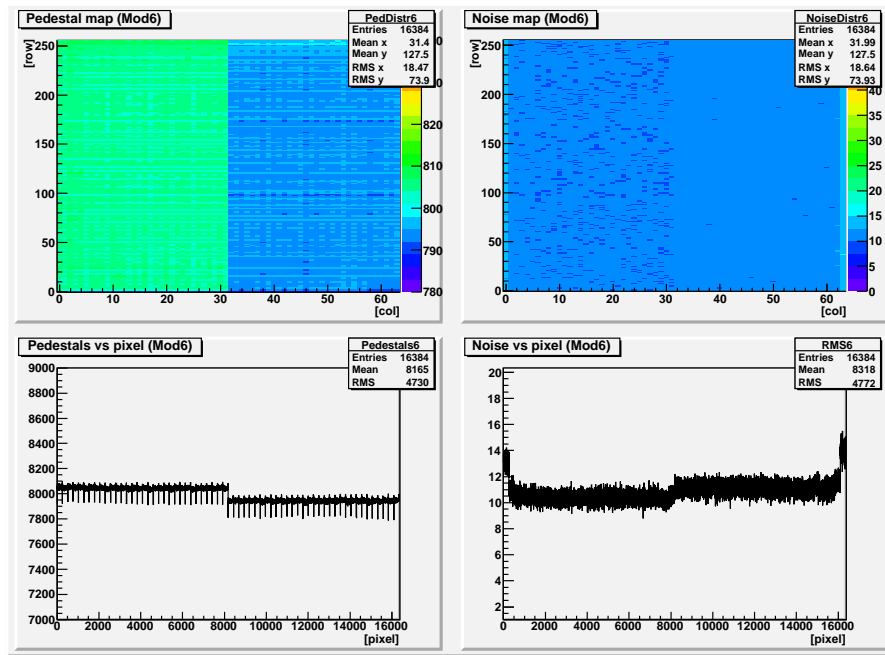 Pedestal map (Mod6)
PedDistr6
Entries 16384
Mean x 31.4
Mean y 127.5
RMS x 18.47
RMS y 73.9
[row]
250
200
150
100
50
0
0 10 20 30 40 50 60
[col]
820
810
800
790
780
Noise map (Mod6)
NoiseDistr6
Entries 16384
Mean x 31.99
Mean y 127.5
RMS x 18.64
RMS y 73.93
[row]
250
200
150
100
50
0
0 10 20 30 40 50 60
[col]
40
35
30
25
20
15
10
5
0
Pedestals vs pixel (Mod6)
Pedestals6
Entries 16384
Mean 8165
RMS 4730
9000
8800
8600
8400
8200
8000
7800
7600
7400
7200
7000
0 2000 4000 6000 8000 10000 12000 14000 16000
[pixel]
Noise vs pixel (Mod6)
RMS6
Entries 16384
Mean 8318
RMS 4772
20
18
16
14
12
10
8
6
4
2
0 2000 4000 6000 8000 10000 12000 14000 16000
[pixel]